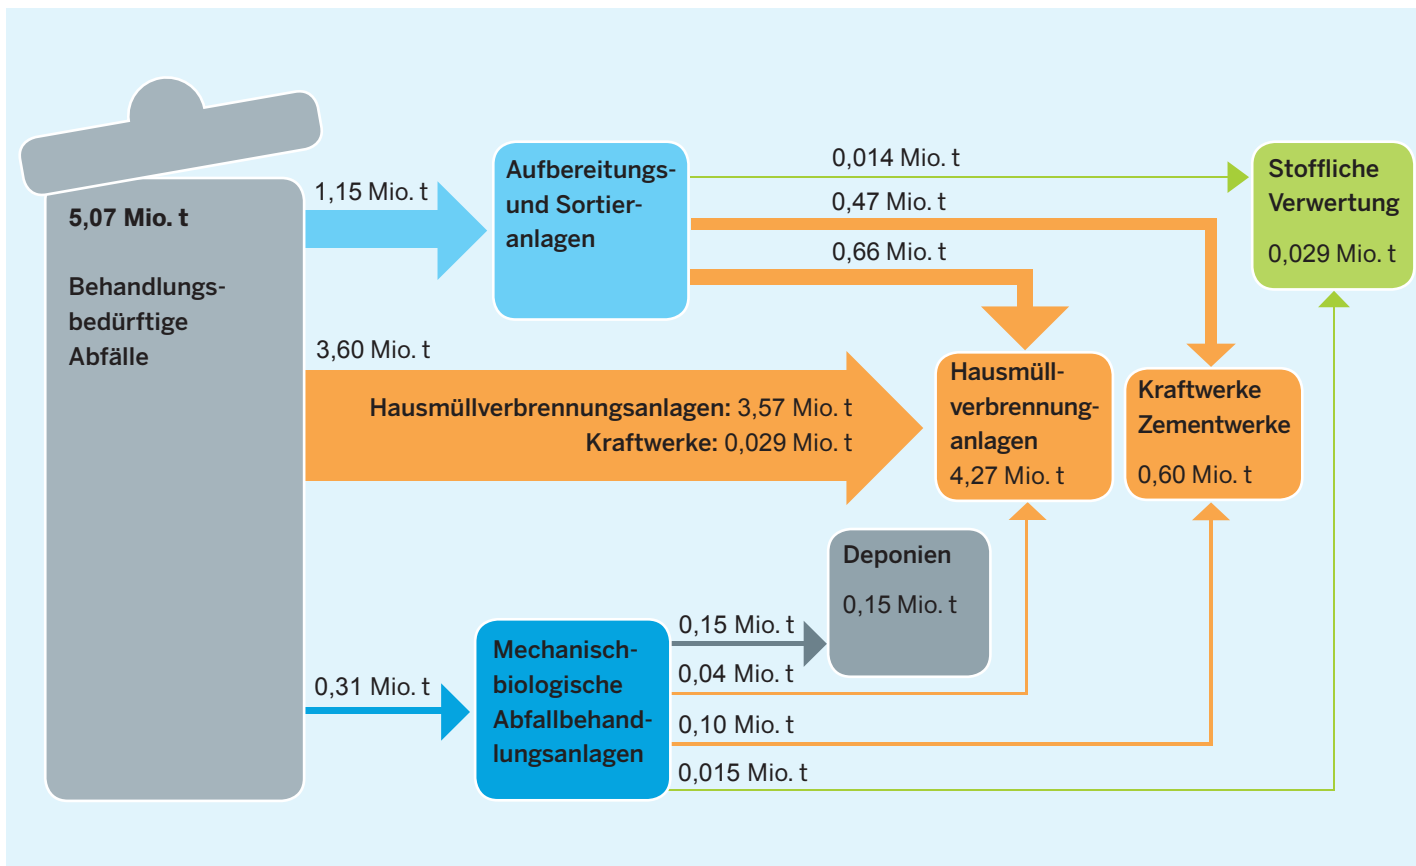 5,07 Mio. t
Behandlungs-
bedürftige
Abfälle
1,15 Mio. t
Aufbereitungs-
und Sortier-
anlagen
0,014 Mio. t
0,47 Mio. t
0,66 Mio. t
Stoffliche
Verwertung
0,029 Mio. t
3,60 Mio. t
Hausmüllverbrennungsanlagen: 3,57 Mio. t
Kraftwerke: 0,029 Mio. t
Hausmüll-
verbrennung-
anlagen
4,27 Mio. t
Kraftwerke
Zementwerke
0,60 Mio. t
Deponien
0,15 Mio. t
0,31 Mio. t
Mechanisch-
biologische
Abfallbehand-
lungsanlagen
0,15 Mio. t
0,04 Mio. t
0,10 Mio. t
0,015 Mio. t